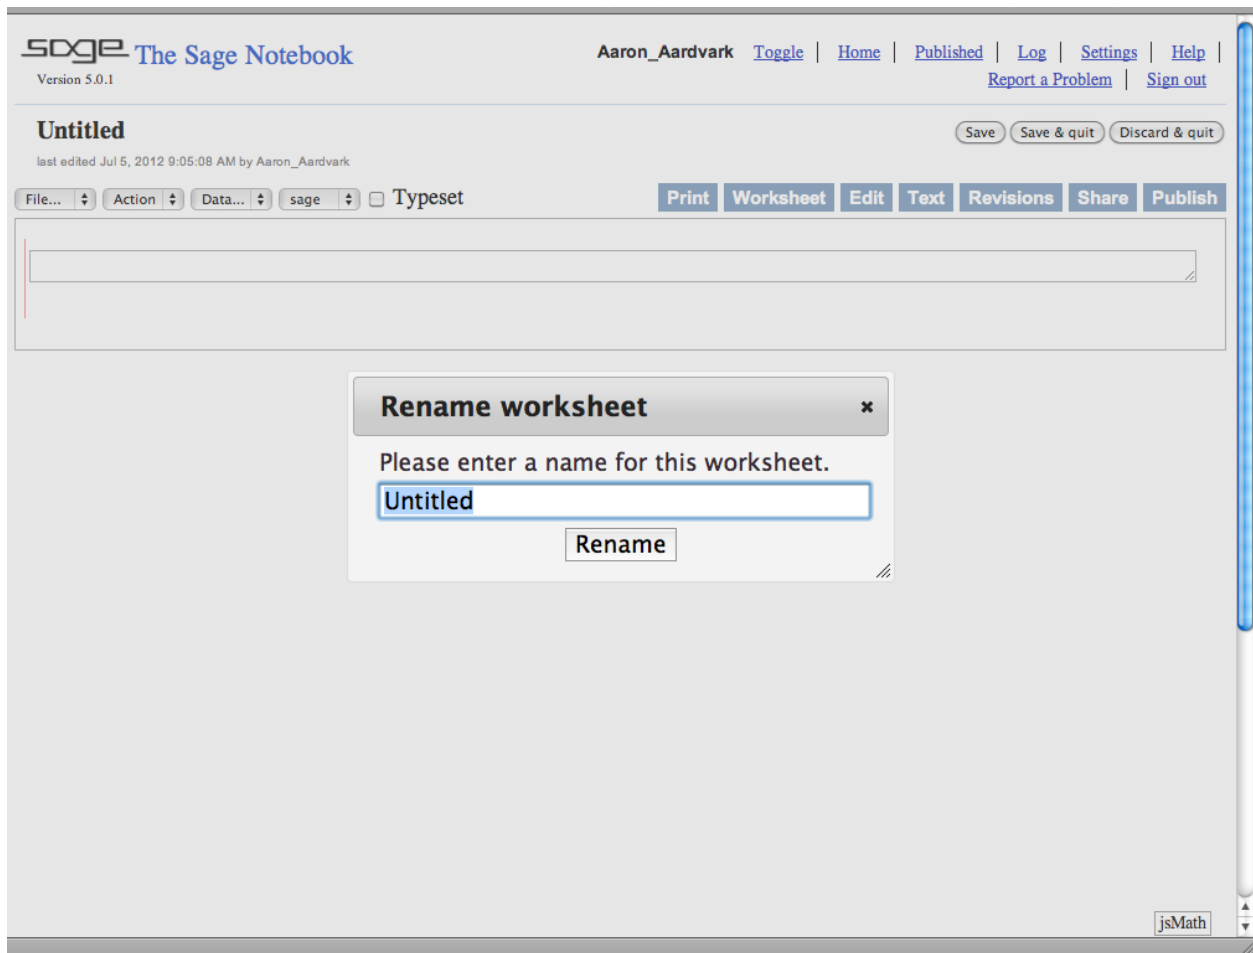 sage The Sage Notebook
Version 5.0.1
Aaron_Aardvark Toggle | Home | Published | Log | Settings | Help |
Report a Problem | Sign out
Untitled
last edited Jul 5, 2012 9:05:08 AM by Aaron_Aardvark
Save Save & quit Discard & quit
File... Action Data... sage Typeset Print Worksheet Edit Text Revisions Share Publish
Rename worksheet
Please enter a name for this worksheet.
Untitled
Rename
jsMath